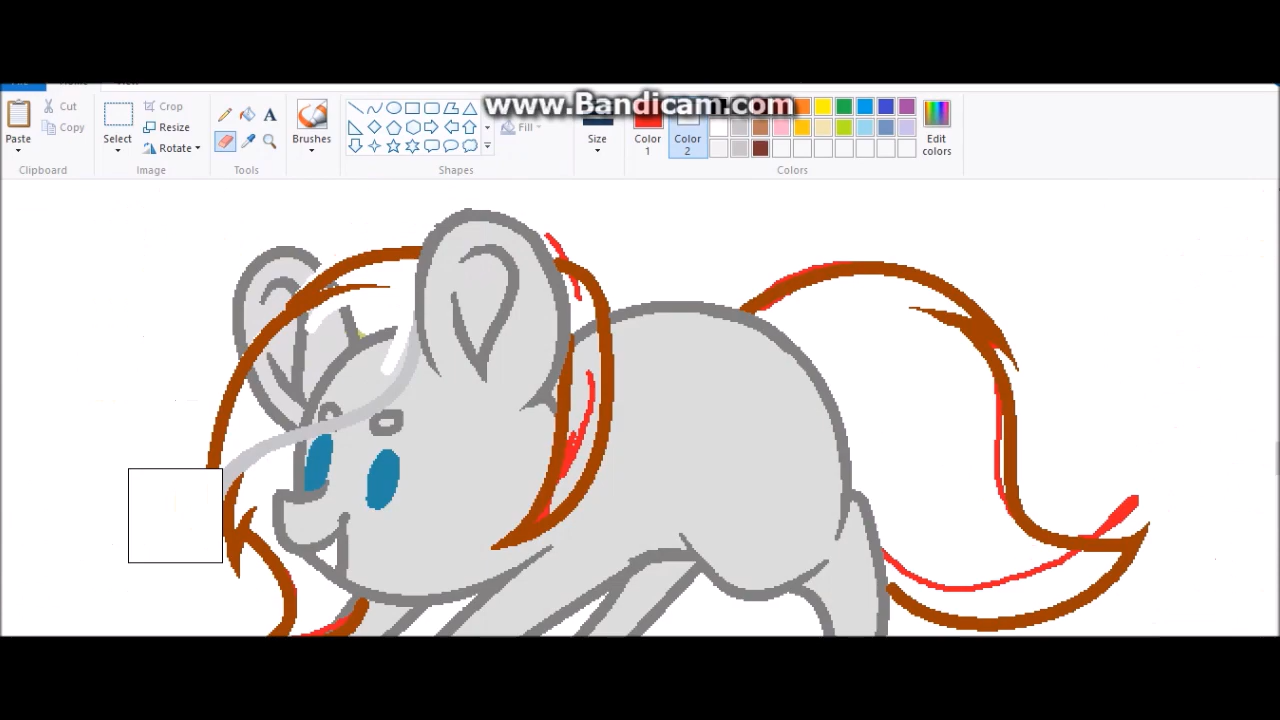 www.Bandicam.com
Paste
Cut
Copy
Clipboard
Select
Crop
Resize
Rotate
Image
A
Tools
Brushes
Fill
Shapes
Size
Color
1
Color
2
Edit
colors
Colors